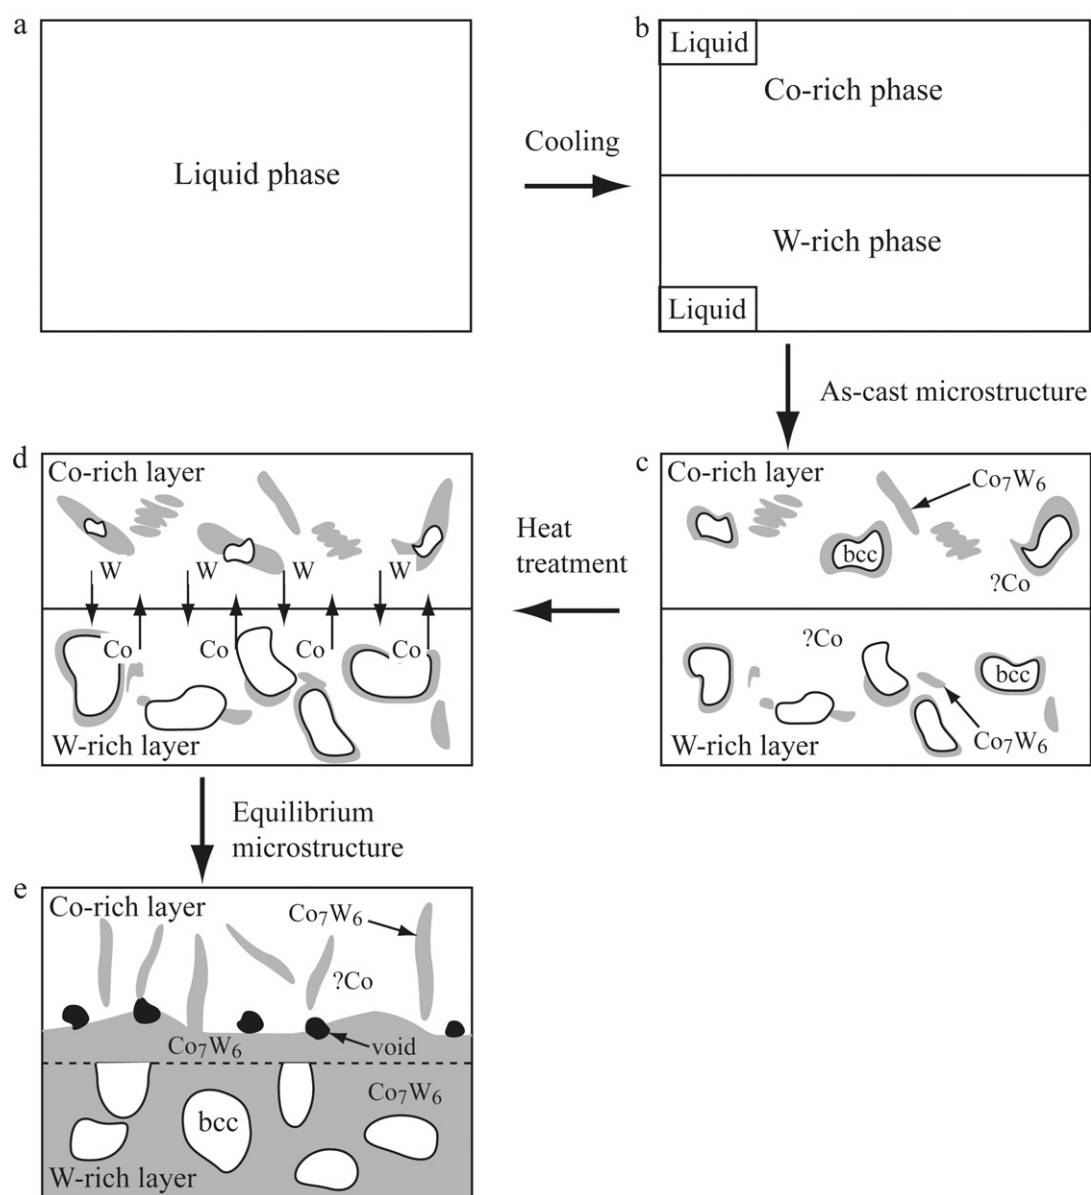 a
Liquid phase
Cooling
b
Liquid
Co-rich phase
W-rich phase
Liquid
As-cast microstructure
c
Co-rich layer
Co₇W₆
bcc
?Co
?Co
bcc
W-rich layer
Co₇W₆
Heat
treatment
d
Co-rich layer
W
W
W
W
Co
Co
Co
Co
W-rich layer
Equilibrium
microstructure
e
Co-rich layer
Co₇W₆
?Co
Co₇W₆
void
Co₇W₆
bcc
W-rich layer